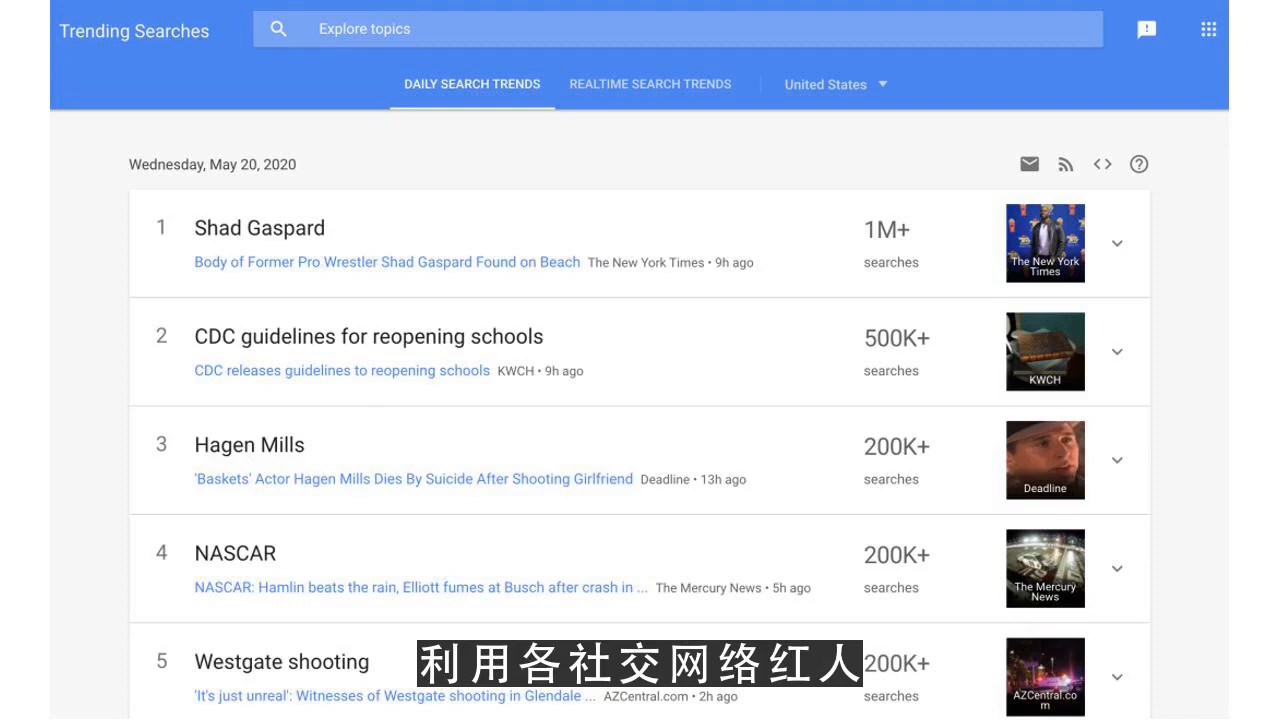 Trending Searches
Explore topics
DAILY SEARCH TRENDS
REALTIME SEARCH TRENDS
United States
Wednesday, May 20, 2020
1
Shad Gaspard
Body of Former Pro Wrestler Shad Gaspard Found on Beach The New York Times • 9h ago
1M+
searches
The New York
Times
2
CDC guidelines for reopening schools
CDC releases guidelines to reopening schools KWCH • 9h ago
500K+
searches
KWCH
3
Hagen Mills
'Baskets' Actor Hagen Mills Dies By Suicide After Shooting Girlfriend Deadline • 13h ago
200K+
searches
Deadline
4
NASCAR
NASCAR: Hamlin beats the rain, Elliott fumes at Busch after crash in ... The Mercury News • 5h ago
200K+
searches
The Mercury
News
5
Westgate shooting
'It's just unreal': Witnesses of Westgate shooting in Glendale ... AZCentral.com • 2h ago
200K+
searches
AZCentral.co
m
利用各社交网络红人